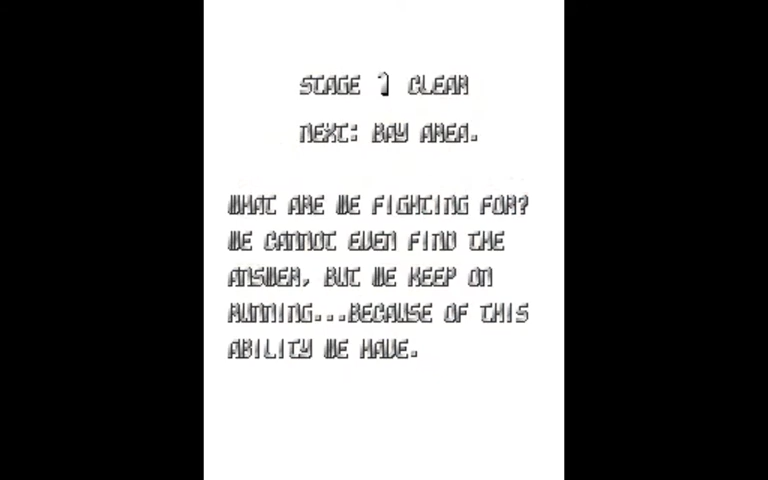 STAGE 1 CLEAR
NEXT: BAY AREA.
WHAT ARE WE FIGHTING FOR?
WE CANNOT EVEN FIND THE
ANSWER, BUT WE KEEP ON
RUNNING...BECAUSE OF THIS
ABILITY WE HAVE.